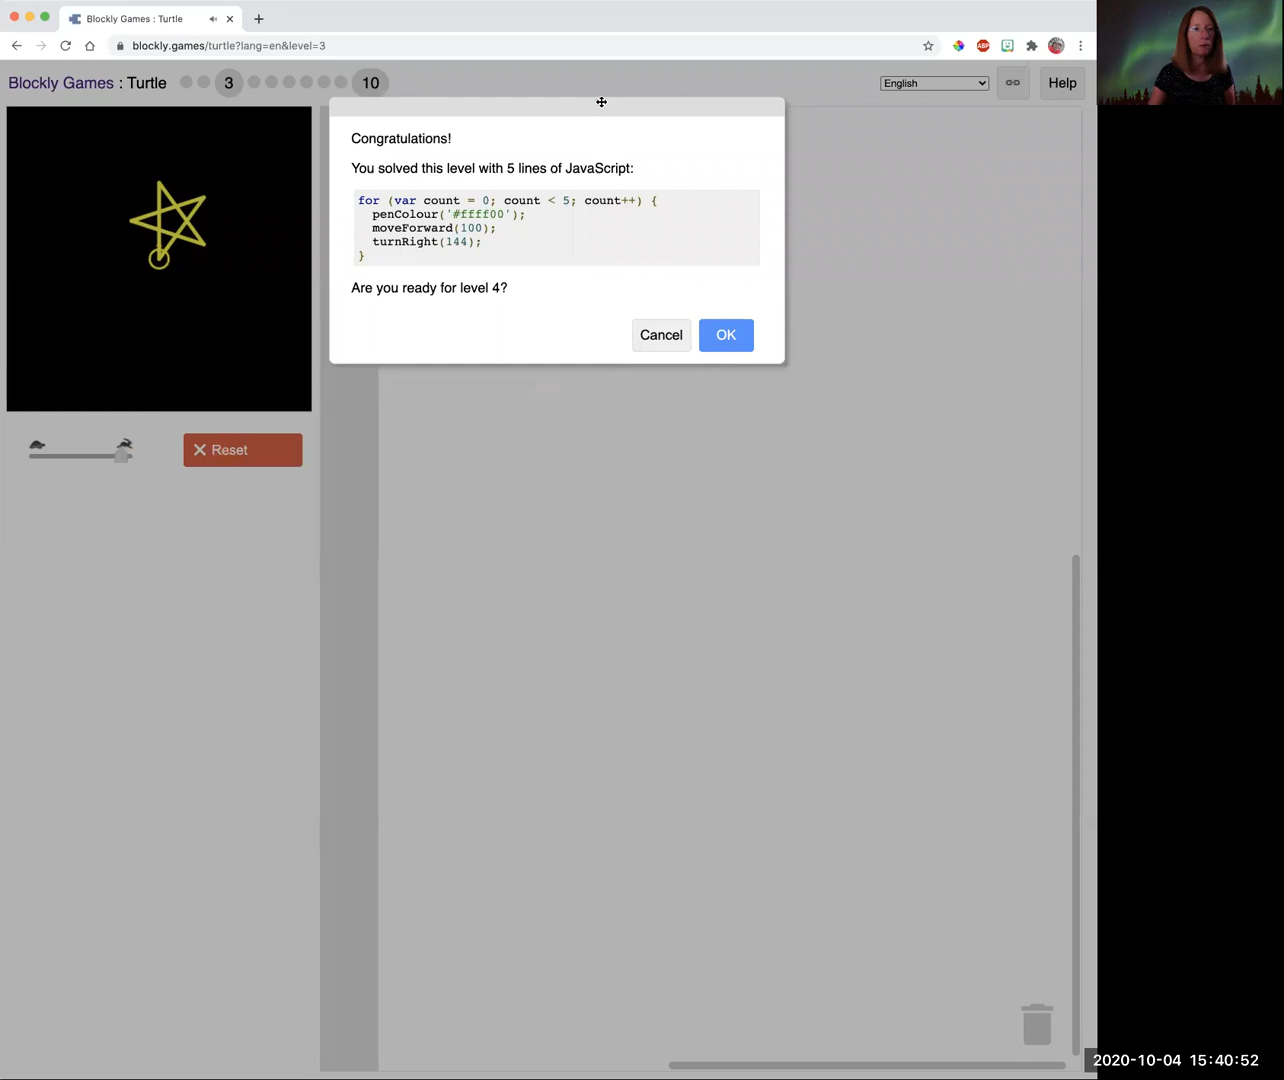 Blockly Games : Turtle
blockly.games/turtle?lang=en&level=3
ABP
Blockly Games : Turtle 3 10 English Help
Congratulations!
You solved this level with 5 lines of JavaScript:
for (var count = 0; count < 5; count++) {
  penColour('#ffff00');
  moveForward(100);
  turnRight(144);
}
Are you ready for level 4?
Cancel OK
Reset
2020-10-04 15:40:52